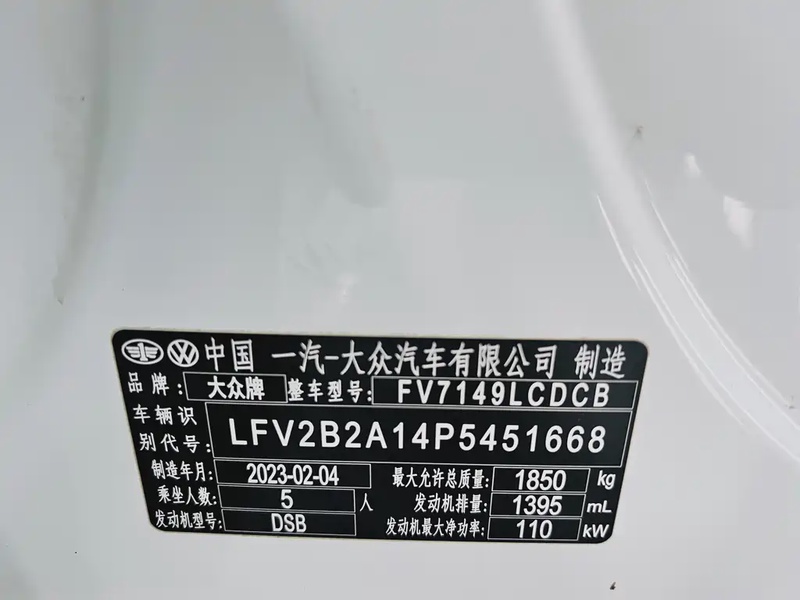 中国 一汽-大众汽车有限公司 制造
品牌: 大众牌 整车型号: FV7149LCDCB
车辆识别代号: LFV2B2A14P5451668
制造年月: 2023-02-04 最大允许总质量: 1850 kg
乘坐人数: 5 人 发动机排量: 1395 mL
发动机型号: DSB 发动机最大净功率: 110 kW